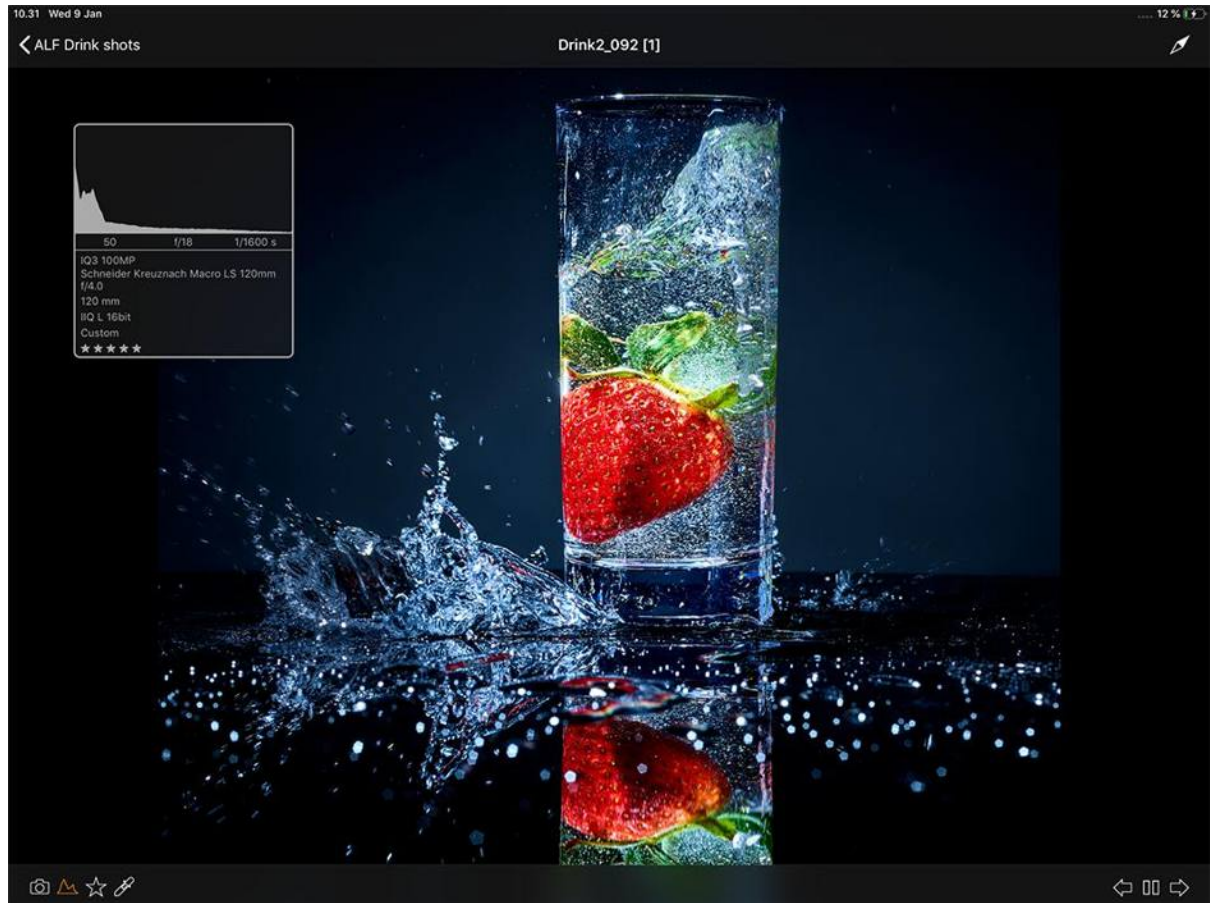 10.31 Wed 9 Jan
12 %
ALF Drink shots
Drink2_092 [1]
50 f/18 1/1600 s
IQ3 100MP
Schneider Kreuznach Macro LS 120mm
f/4.0
120 mm
IIQ L 16bit
Custom